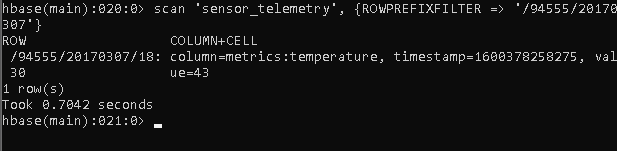 hbase(main):020:0> scan 'sensor_telemetry', {ROWPREFIXFILTER => '/94555/20170
307'}
ROW COLUMN+CELL
/94555/20170307/18: column=metrics:temperature, timestamp=1600378258275, val
30 ue=43
1 row(s)
Took 0.7042 seconds
hbase(main):021:0>